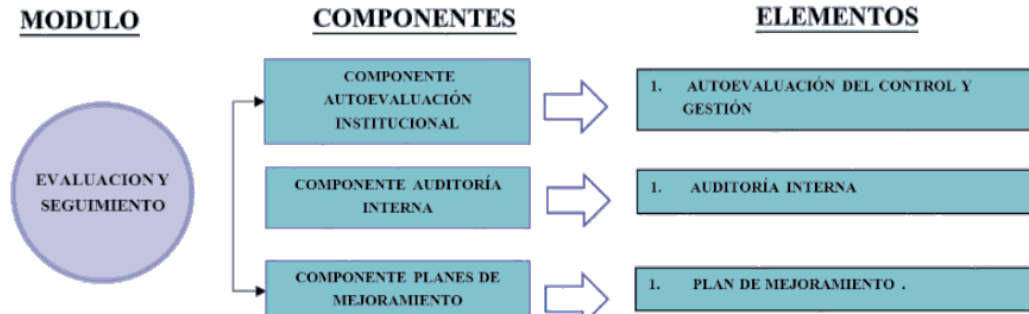 MODULO
COMPONENTES
ELEMENTOS
EVALUACION Y
SEGUIMIENTO
COMPONENTE
AUTOEVALUACIÓN
INSTITUCIONAL
1. AUTOEVALUACIÓN DEL CONTROL Y
GESTIÓN
COMPONENTE AUDITORÍA
INTERNA
1. AUDITORÍA INTERNA
COMPONENTE PLANES DE
MEJORAMIENTO
1. PLAN DE MEJORAMIENTO .